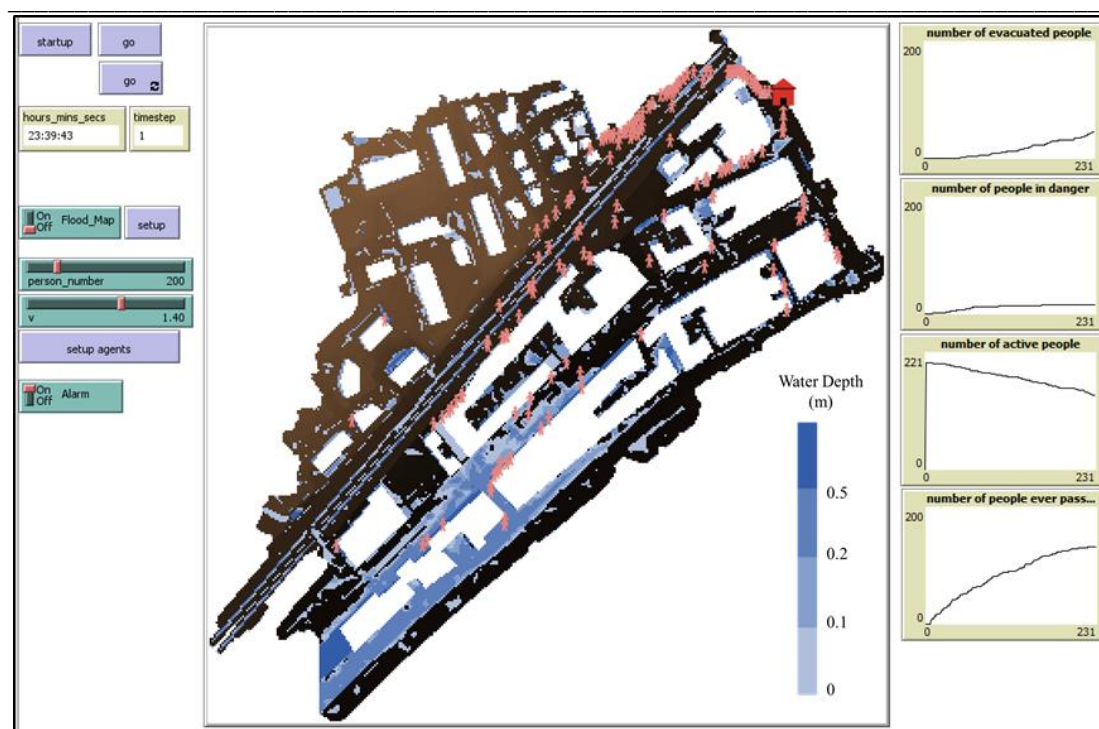 startup
go
go
hours_mins_secs
23:39:43
timestep
1
On
Off
Flood_Map
setup
person_number
200
v
1.40
setup agents
On
Off
Alarm
Water Depth
(m)
0.5
0.2
0.1
0
number of evacuated people
200
0
0
231
number of people in danger
200
0
0
231
number of active people
221
0
0
231
number of people ever pass...
200
0
0
231